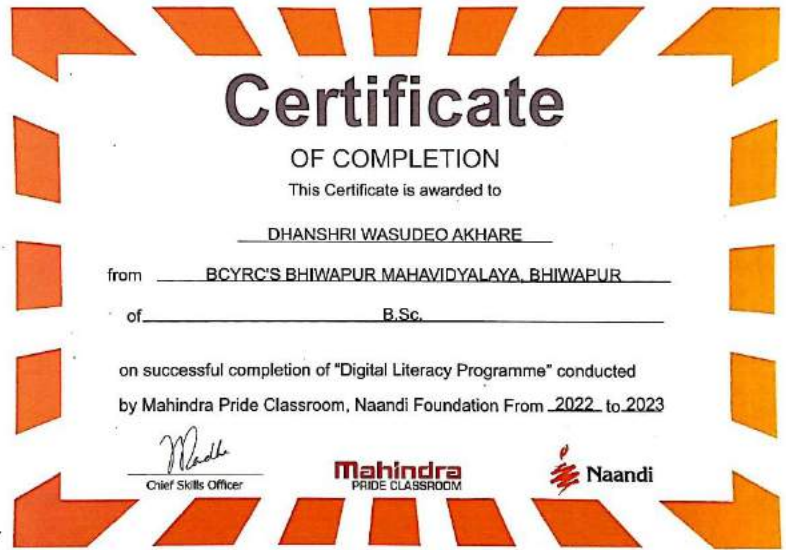 Certificate
OF COMPLETION
This Certificate is awarded to
DHANSHRI WASUDEO AKHARE
from BCYRC'S BHIWAPUR MAHAVIDYALAYA, BHIWAPUR
of B.Sc.
on successful completion of "Digital Literacy Programme" conducted
by Mahindra Pride Classroom, Naandi Foundation From 2022 to 2023
Chief Skills Officer
Mahindra
PRIDE CLASSROOM
Naandi